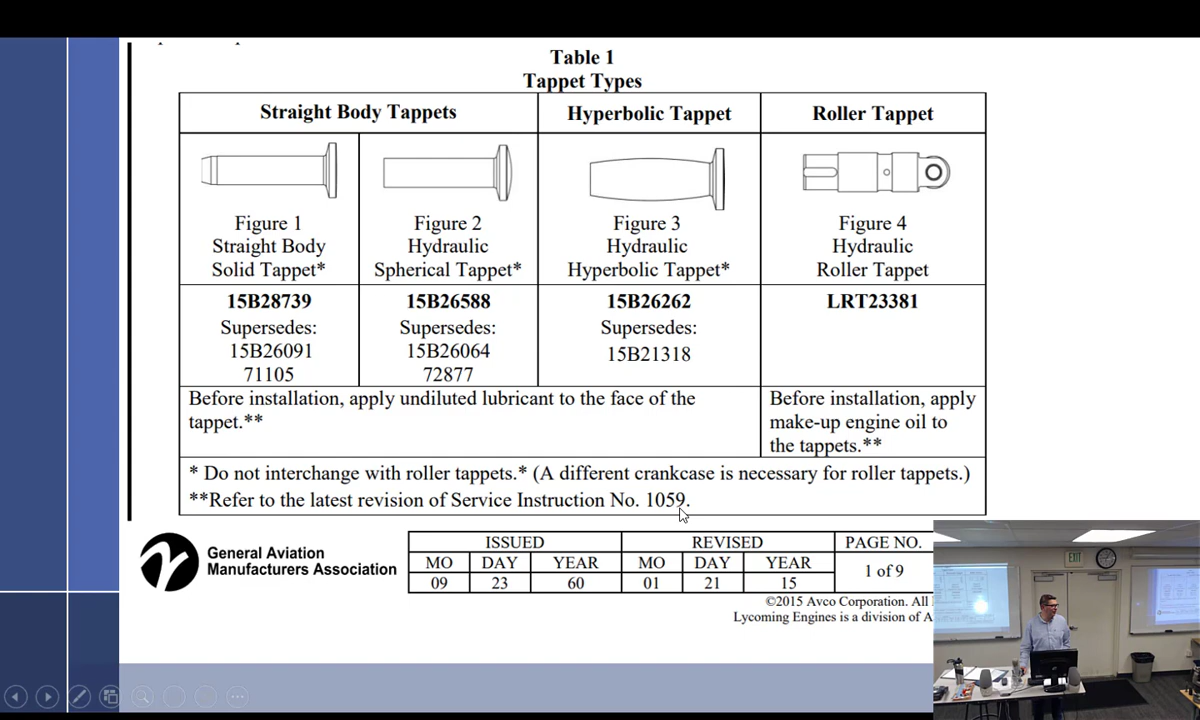 Table 1
Tappet Types
Straight Body Tappets
Hyperbolic Tappet
Roller Tappet
Figure 1
Straight Body
Solid Tappet*
Figure 2
Hydraulic
Spherical Tappet*
Figure 3
Hydraulic
Hyperbolic Tappet*
Figure 4
Hydraulic
Roller Tappet
15B28739
Supersedes:
15B26091
71105
15B26588
Supersedes:
15B26064
72877
15B26262
Supersedes:
15B21318
LRT23381
Before installation, apply undiluted lubricant to the face of the
tappet.**
Before installation, apply
make-up engine oil to
the tappets.**
* Do not interchange with roller tappets.* (A different crankcase is necessary for roller tappets.)
**Refer to the latest revision of Service Instruction No. 1059.
General Aviation
Manufacturers Association
ISSUED REVISED PAGE NO.
MO DAY YEAR MO DAY YEAR
1 of 9
09 23 60 01 21 15
©2015 Avco Corporation. All
Lycoming Engines is a division of A
EXIT